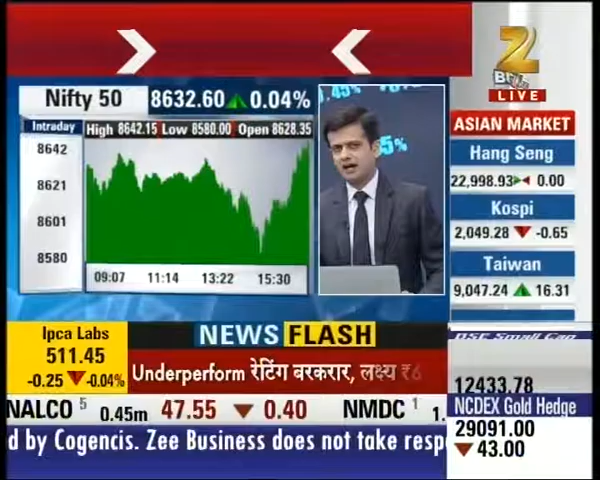 Z
LIVE
Nifty 50 8632.60 0.04%
Intraday High 8642.15 Low 8580.00 Open 8628.35
8642
8621
8601
8580
09:07 11:14 13:22 15:30
ASIAN MARKET
Hang Seng
22,998.93 0.00
Kospi
2,049.28 -0.65
Taiwan
9,047.24 16.31
Ipca Labs
511.45
-0.25 -0.04%
NEWS FLASH
Underperform रेटिंग बरकरार, लक्ष्य
BSE Small Cap
12433.78
NCDEX Gold Hedge
29091.00
43.00
NALCO 5 0.45m 47.55 0.40 NMDC 1 1.
d by Cogencis. Zee Business does not take resp